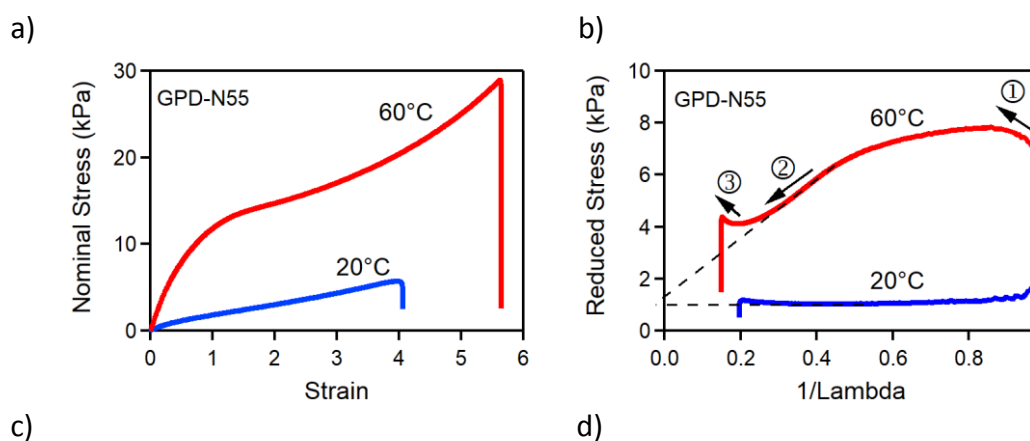 a)
Nominal Stress (kPa)
30
20
10
0
GPD-N55
60°C
20°C
0 1 2 3 4 5 6
Strain
b)
Reduced Stress (kPa)
10
8
6
4
2
0
GPD-N55
60°C
①
②
③
20°C
0.0 0.2 0.4 0.6 0.8
1/Lambda
c)
d)